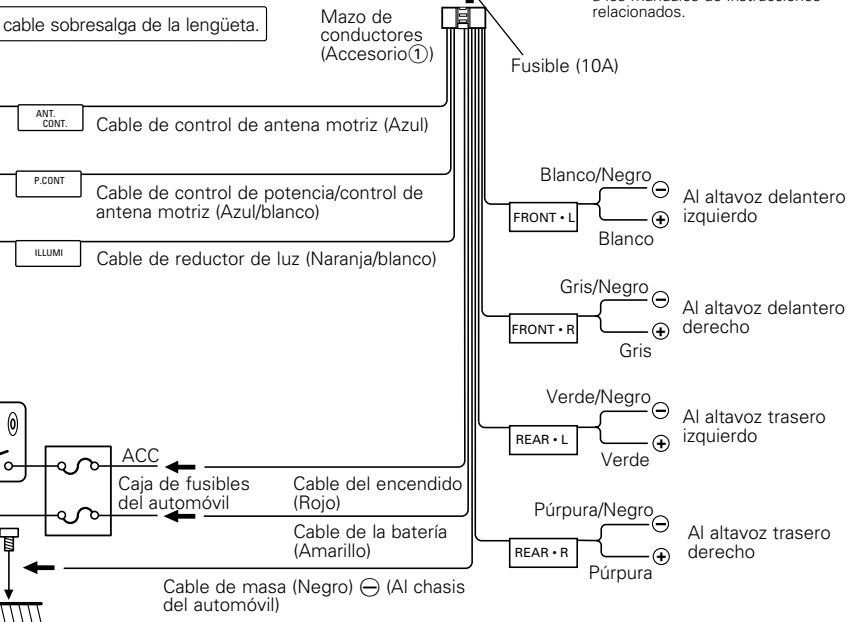 cable sobresalga de la lengüeta.
Mazo de
conductores
(Accesorio①)
relacionados.
Fusible (10A)
ANT.
CONT.
Cable de control de antena motriz (Azul)
P.CONT
Cable de control de potencia/control de
antena motriz (Azul/blanco)
ILLUMI
Cable de reductor de luz (Naranja/blanco)
Blanco/Negro ⊖
FRONT • L
Al altavoz delantero
izquierdo
⊕
Blanco
Gris/Negro ⊖
FRONT • R
Al altavoz delantero
derecho
⊕
Gris
Verde/Negro ⊖
REAR • L
Al altavoz trasero
izquierdo
⊕
Verde
Púrpura/Negro ⊖
REAR • R
Al altavoz trasero
derecho
⊕
Púrpura
ACC
Caja de fusibles
del automóvil
Cable del encendido
(Rojo)
Cable de la batería
(Amarillo)
Cable de masa (Negro) ⊖ (Al chasis
del automóvil)